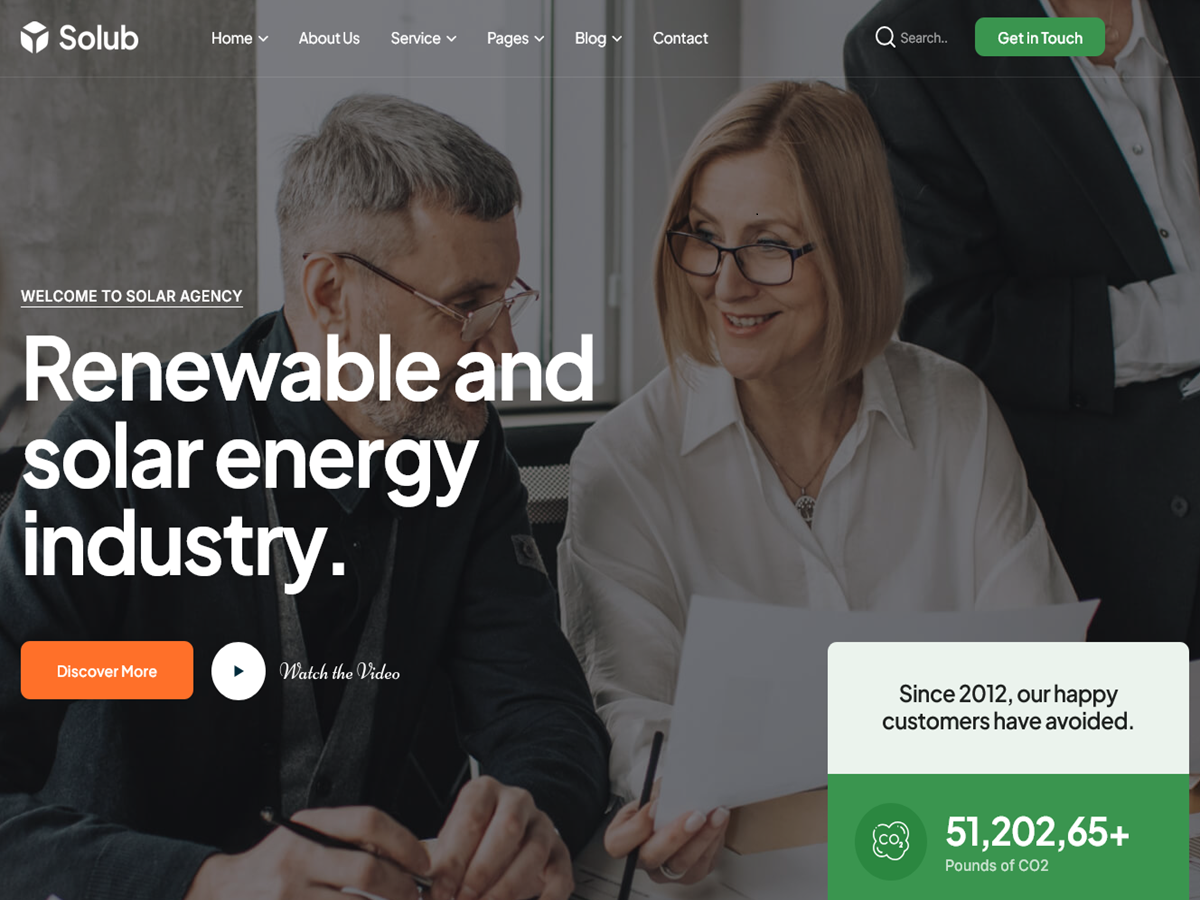 Solub
Home
About Us
Service
Pages
Blog
Contact
Search..
Get in Touch
WELCOME TO SOLAR AGENCY
Renewable and
solar energy
industry.
Discover More
Watch the Video
Since 2012, our happy
customers have avoided.
CO2
51,202,65+
Pounds of CO2